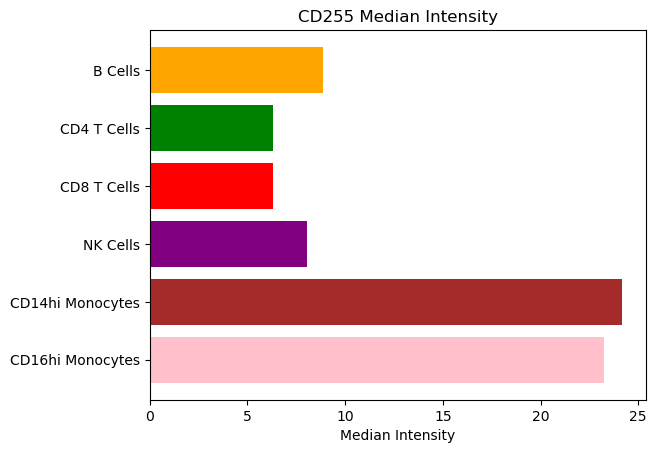 CD255 Median Intensity
B Cells
CD4 T Cells
CD8 T Cells
NK Cells
CD14hi Monocytes
CD16hi Monocytes
0 5 10 15 20 25
Median Intensity